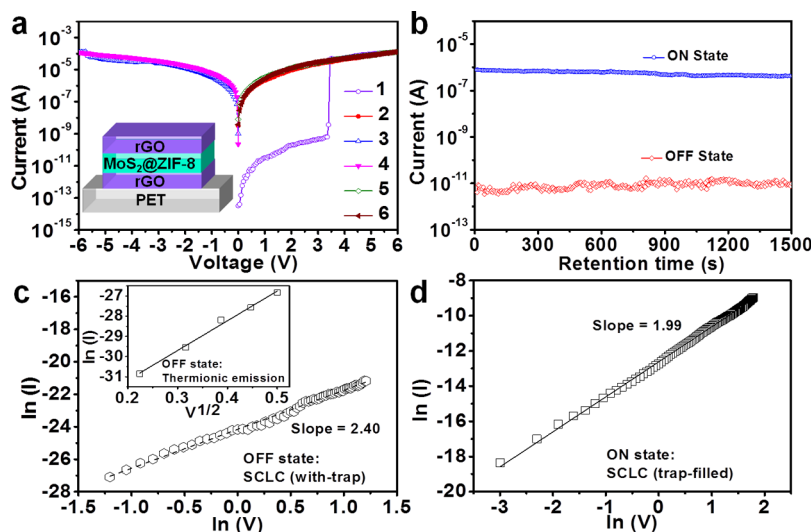 a
Current (A)
10⁻³
10⁻⁵
10⁻⁷
10⁻⁹
10⁻¹¹
10⁻¹³
10⁻¹⁵
1
2
3
4
5
6
rGO
MoS₂@ZIF-8
rGO
PET
-6 -5 -4 -3 -2 -1 0 1 2 3 4 5 6
Voltage (V)
b
Current (A)
10⁻³
10⁻⁵
10⁻⁷
10⁻⁹
10⁻¹¹
10⁻¹³
ON State
OFF State
0 300 600 900 1200 1500
Retention time (s)
c
ln (I)
-16
-18
-20
-22
-24
-26
-28
ln (I)
-26
-27
-28
-29
-30
-31
OFF state:
Thermionic emission
0.2 0.3 0.4 0.5
V1/2
Slope = 2.40
OFF state:
SCLC (with-trap)
-1.5 -1.0 -0.5 0.0 0.5 1.0 1.5
ln (V)
d
ln (I)
-8
-10
-12
-14
-16
-18
-20
Slope = 1.99
ON state:
SCLC (trap-filled)
-3 -2 -1 0 1 2
ln (V)